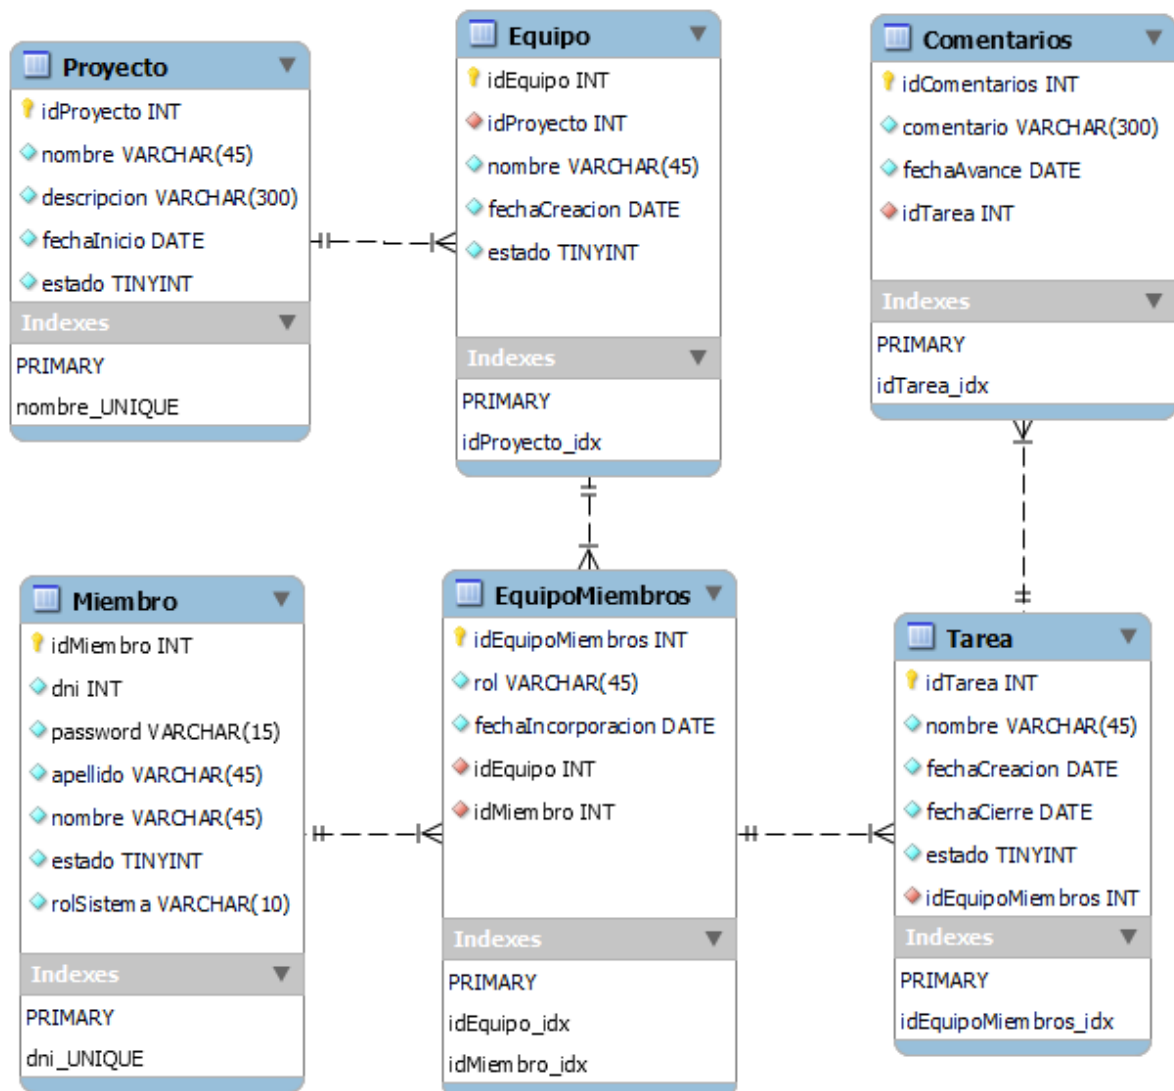 Proyecto
idProyecto INT
nombre VARCHAR(45)
descripcion VARCHAR(300)
fechaInicio DATE
estado TINYINT
Indexes
PRIMARY
nombre_UNIQUE
Equipo
idEquipo INT
idProyecto INT
nombre VARCHAR(45)
fechaCreacion DATE
estado TINYINT
Indexes
PRIMARY
idProyecto_idx
Comentarios
idComentarios INT
comentario VARCHAR(300)
fechaAvance DATE
idTarea INT
Indexes
PRIMARY
idTarea_idx
Miembro
idMiembro INT
dni INT
password VARCHAR(15)
apellido VARCHAR(45)
nombre VARCHAR(45)
estado TINYINT
rolSistema VARCHAR(10)
Indexes
PRIMARY
dni_UNIQUE
EquipoMiembros
idEquipoMiembros INT
rol VARCHAR(45)
fechaIncorporacion DATE
idEquipo INT
idMiembro INT
Indexes
PRIMARY
idEquipo_idx
idMiembro_idx
Tarea
idTarea INT
nombre VARCHAR(45)
fechaCreacion DATE
fechaCierre DATE
estado TINYINT
idEquipoMiembros INT
Indexes
PRIMARY
idEquipoMiembros_idx